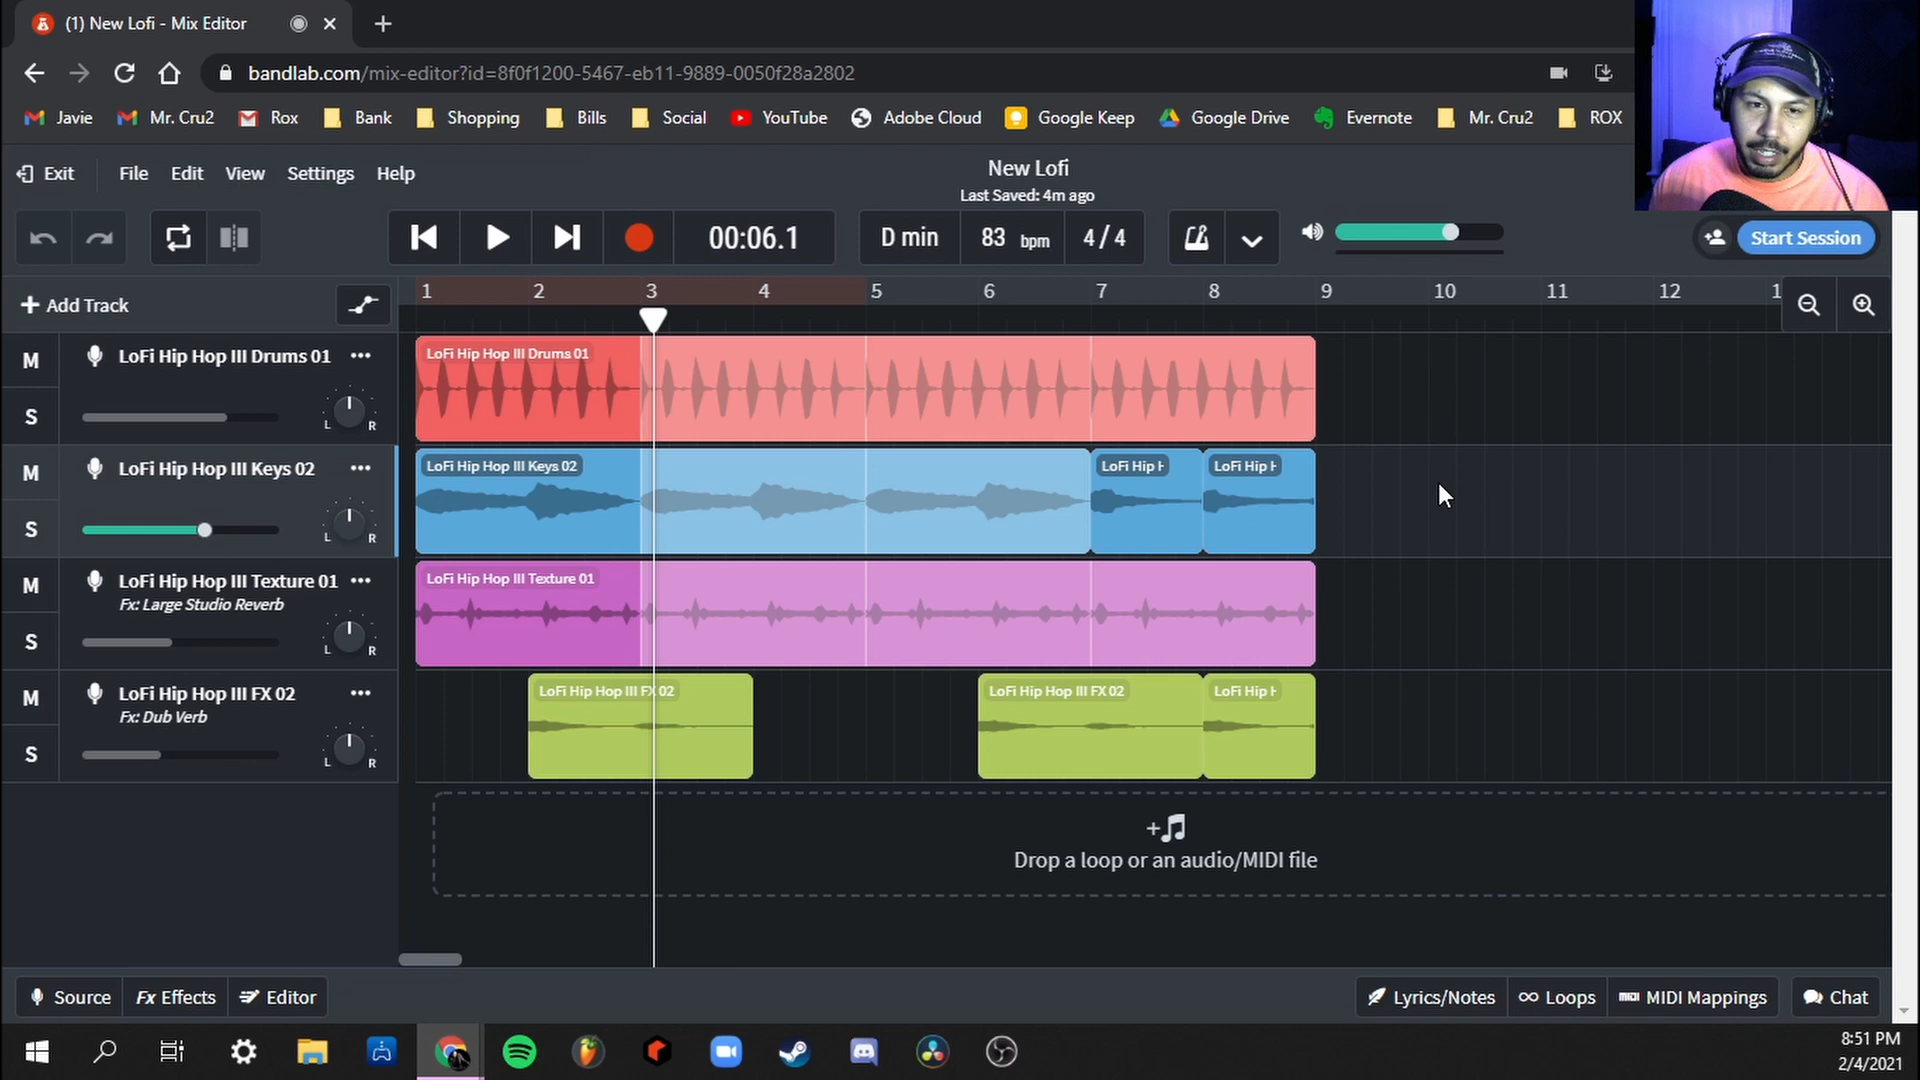 (1) New Lofi - Mix Editor
bandlab.com/mix-editor?id=8f0f1200-5467-eb11-9889-0050f28a2802
Javie Mr. Cru2 Rox Bank Shopping Bills Social YouTube Adobe Cloud Google Keep Google Drive Evernote Mr. Cru2 ROX
Exit File Edit View Settings Help
New Lofi
Last Saved: 4m ago
00:06.1 D min 83 bpm 4 / 4
Start Session
+ Add Track
1 2 3 4 5 6 7 8 9 10 11 12 1
M LoFi Hip Hop III Drums 01
S L R
LoFi Hip Hop III Drums 01
M LoFi Hip Hop III Keys 02
S L R
LoFi Hip Hop III Keys 02 LoFi Hip H LoFi Hip H
M LoFi Hip Hop III Texture 01
Fx: Large Studio Reverb
S L R
LoFi Hip Hop III Texture 01
M LoFi Hip Hop III FX 02
Fx: Dub Verb
S L R
LoFi Hip Hop III FX 02 LoFi Hip Hop III FX 02 LoFi Hip H
Drop a loop or an audio/MIDI file
Source Fx Effects Editor Lyrics/Notes Loops MIDI MIDI Mappings Chat
8:51 PM
2/4/2021